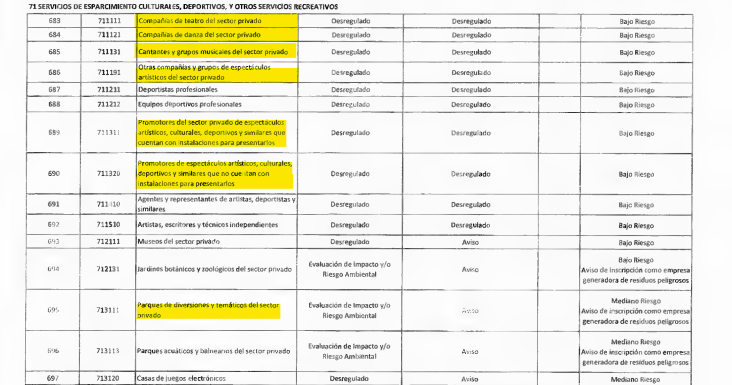 71 SERVICIOS DE ESPARCIMIENTO CULTURALES, DEPORTIVOS, Y OTROS SERVICIOS RECREATIVOS
683 711111 Compañías de teatro del sector privado Desregulado Desregulado Bajo Riesgo
684 711121 Compañías de danza del sector privado Desregulado Desregulado Bajo Riesgo
685 711131 Cantantes y grupos musicales del sector privado Desregulado Desregulado Bajo Riesgo
686 711191 Otras compañías y grupos de espectáculos
artísticos del sector privado Desregulado Desregulado Bajo Riesgo
687 711211 Deportistas profesionales Desregulado Desregulado Bajo Riesgo
688 711212 Equipos deportivos profesionales Desregulado Desregulado Bajo Riesgo
689 711311 Promotores del sector privado de espectáculos
artísticos, culturales, deportivos y similares que
cuentan con instalaciones para presentarlos Desregulado Desregulado Bajo Riesgo
690 711320 Promotores de espectáculos artísticos, culturales,
deportivos y similares que no cuentan con
instalaciones para presentarlos Desregulado Desregulado Bajo Riesgo
691 711410 Agentes y representantes de artistas, deportistas y
similares Desregulado Desregulado Bajo Riesgo
692 711510 Artistas, escritores y técnicos independientes Desregulado Desregulado Bajo Riesgo
693 712111 Museos del sector privado Desregulado Aviso Bajo Riesgo
694 712131 Jardines botánicos y zoológicos del sector privado Evaluación de Impacto y/o
Riesgo Ambiental Aviso Bajo Riesgo
Aviso de inscripción como empresa
generadora de residuos peligrosos
695 713111 Parques de diversiones y temáticos del sector
privado Evaluación de Impacto y/o
Riesgo Ambiental Aviso Mediano Riesgo
Aviso de inscripción como empresa
generadora de residuos peligrosos
696 713113 Parques acuáticos y balnearios del sector privado Evaluación de Impacto y/o
Riesgo Ambiental Aviso Mediano Riesgo
Aviso de inscripción como empresa
generadora de residuos peligrosos
697 713120 Casas de juegos electrónicos Desregulado Aviso Mediano Riesgo